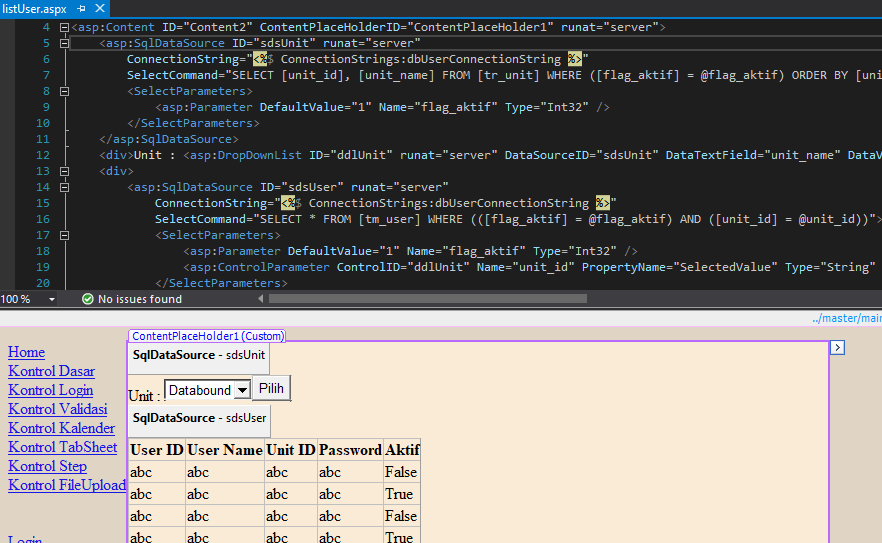 listUser.aspx
4 <asp:Content ID="Content2" ContentPlaceHolderID="ContentPlaceHolder1" runat="server">
5 <asp:SqlDataSource ID="sdsUnit" runat="server"
6 ConnectionString="<%$ ConnectionStrings:dbUserConnectionString %>"
7 SelectCommand="SELECT [unit_id], [unit_name] FROM [tr_unit] WHERE ([flag_aktif] = @flag_aktif) ORDER BY [uni
8 <SelectParameters>
9 <asp:Parameter DefaultValue="1" Name="flag_aktif" Type="Int32" />
10 </SelectParameters>
11 </asp:SqlDataSource>
12 <div>Unit : <asp:DropDownList ID="ddlUnit" runat="server" DataSourceID="sdsUnit" DataTextField="unit_name" DataV
13 <div>
14 <asp:SqlDataSource ID="sdsUser" runat="server"
15 ConnectionString="<%$ ConnectionStrings:dbUserConnectionString %>"
16 SelectCommand="SELECT * FROM [tm_user] WHERE (([flag_aktif] = @flag_aktif) AND ([unit_id] = @unit_id))">
17 <SelectParameters>
18 <asp:Parameter DefaultValue="1" Name="flag_aktif" Type="Int32" />
19 <asp:ControlParameter ControlID="ddlUnit" Name="unit_id" PropertyName="SelectedValue" Type="String"
20 </SelectParameters>
100 % No issues found
../master/main
ContentPlaceHolder1 (Custom)
Home
Kontrol Dasar
Kontrol Login
Kontrol Validasi
Kontrol Kalender
Kontrol TabSheet
Kontrol Step
Kontrol FileUpload
Login
SqlDataSource - sdsUnit
Unit : Databound Pilih
SqlDataSource - sdsUser
User ID User Name Unit ID Password Aktif
abc abc abc abc False
abc abc abc abc True
abc abc abc abc False
abc abc abc abc True